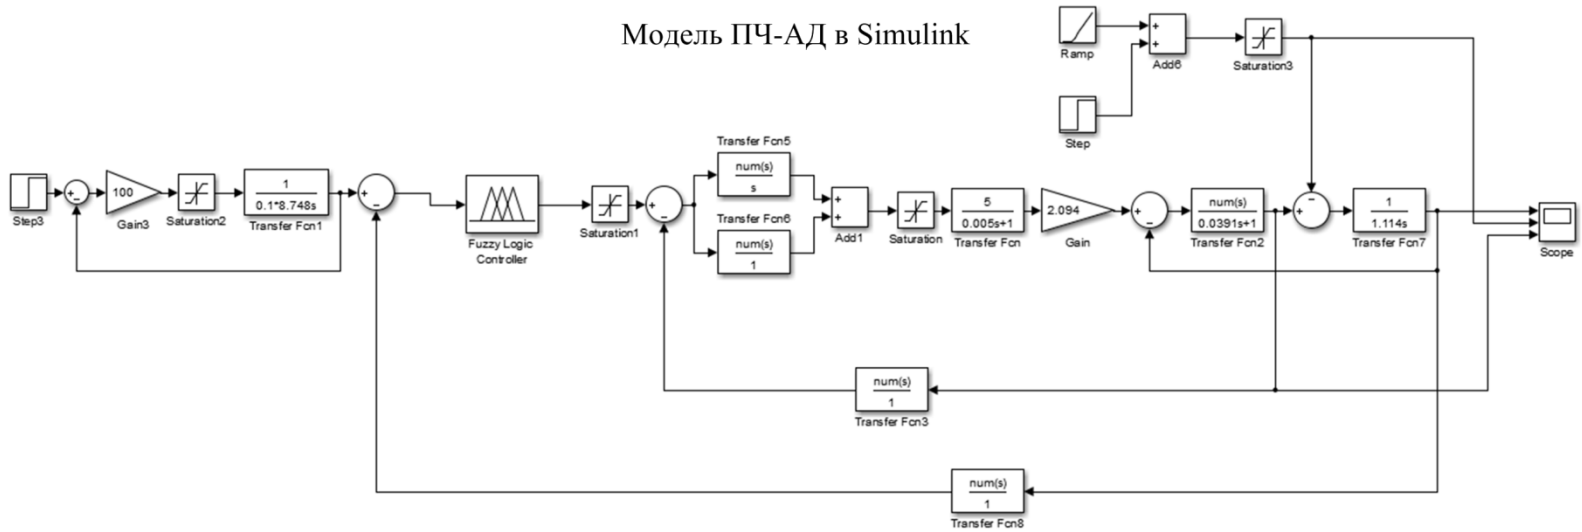 Модель ПЧ-АД в Simulink
Ramp
+
+
Add6
Saturation3
Step
Step3
+
-
100
Gain3
Saturation2
1
0.1*8.748s
Transfer Fcn1
+
-
Fuzzy Logic
Controller
Saturation1
+
-
Transfer Fcn5
num(s)
s
Transfer Fcn6
num(s)
1
+
+
Add1
Saturation
5
0.005s+1
Transfer Fcn
2.094
Gain
+
-
num(s)
0.0391s+1
Transfer Fcn2
-
+
1
1.114s
Transfer Fcn7
Scope
num(s)
1
Transfer Fcn3
num(s)
1
Transfer Fcn8